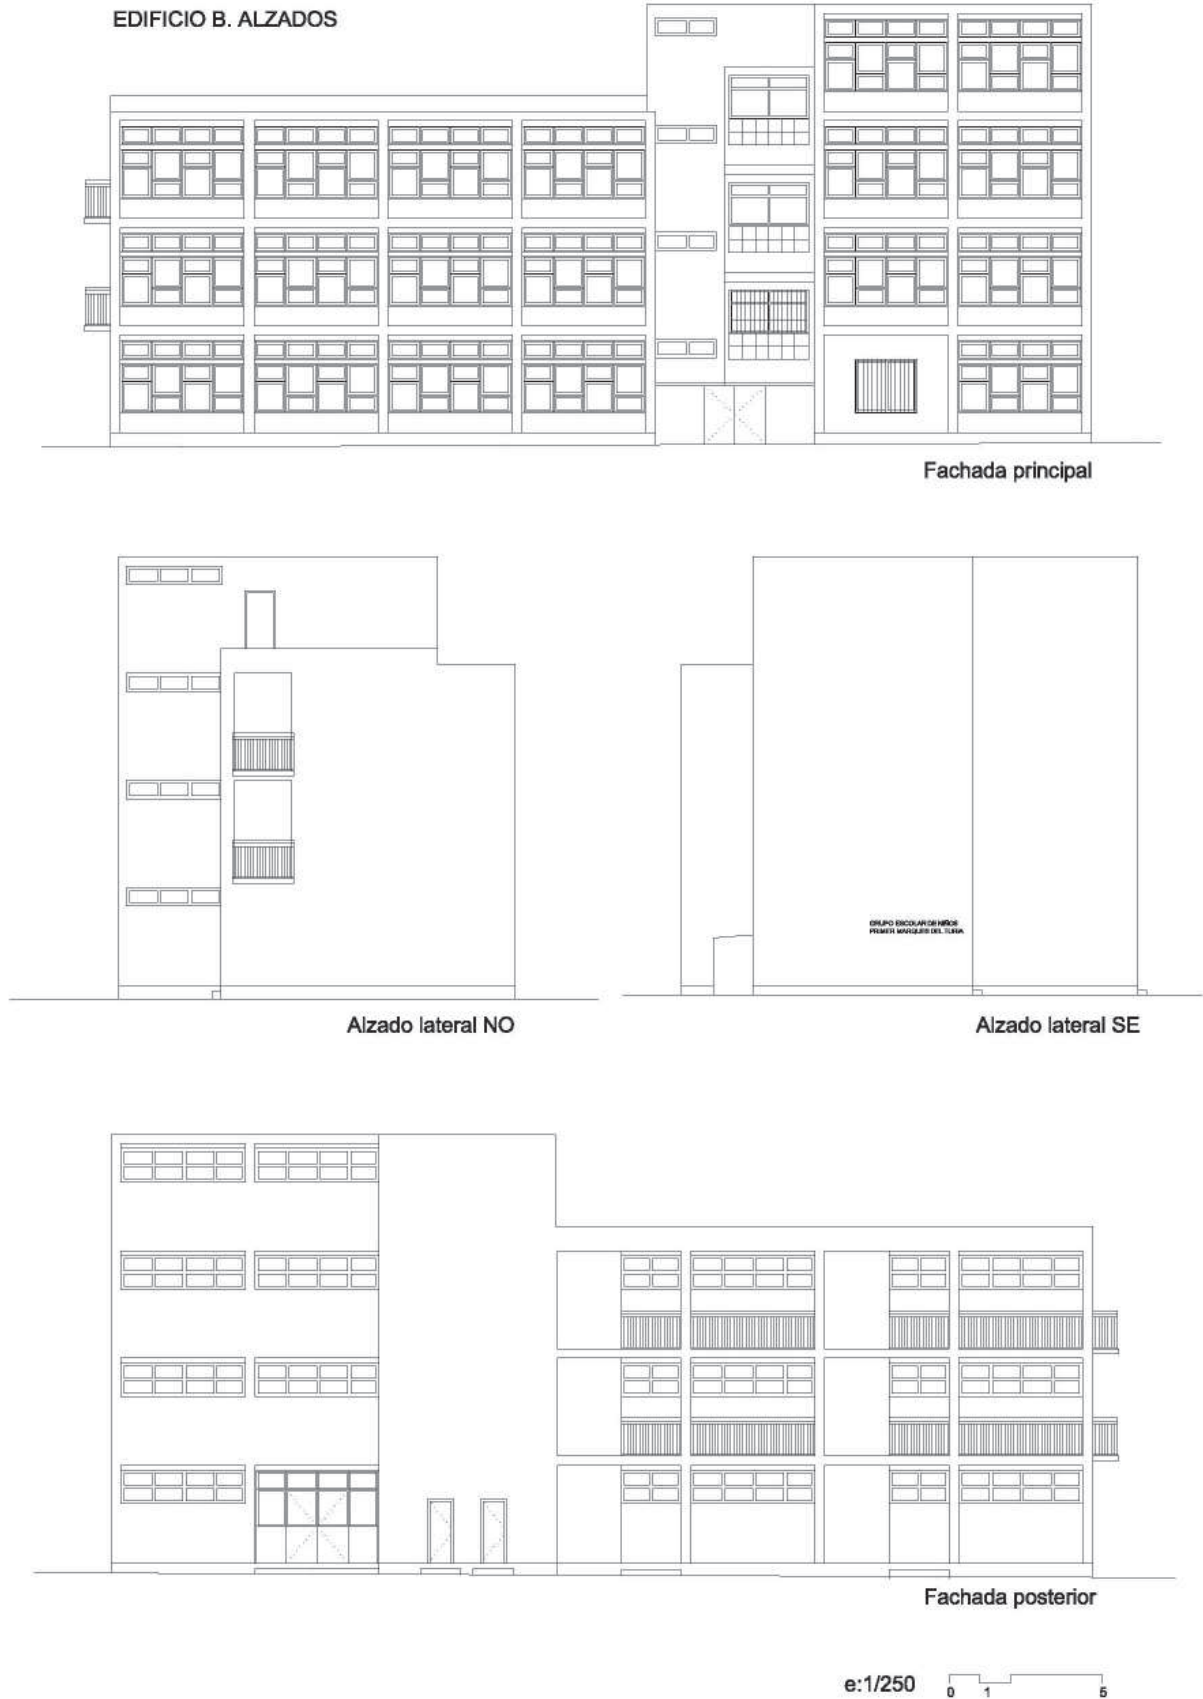 EDIFICIO B. ALZADOS
Fachada principal
GRUPO ESCOLAR DE NIÑOS
PRIMER MARQUES DEL TURIA
Alzado lateral NO
Alzado lateral SE
Fachada posterior
e:1/250
0 1 5